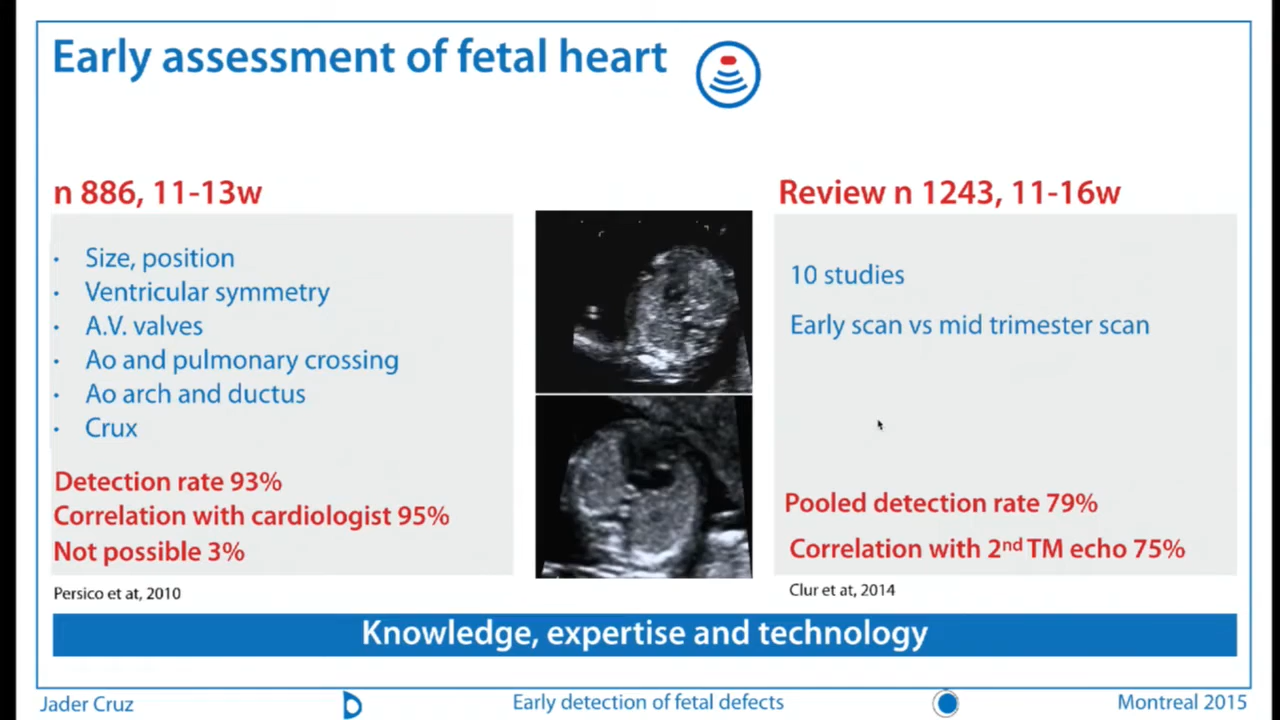 Early assessment of fetal heart
n 886, 11-13w
• Size, position
• Ventricular symmetry
• A.V. valves
• Ao and pulmonary crossing
• Ao arch and ductus
• Crux
Detection rate 93%
Correlation with cardiologist 95%
Not possible 3%
Persico et at, 2010
Review n 1243, 11-16w
10 studies
Early scan vs mid trimester scan
Pooled detection rate 79%
Correlation with 2nd TM echo 75%
Clur et at, 2014
Knowledge, expertise and technology
Jader Cruz
Early detection of fetal defects
Montreal 2015